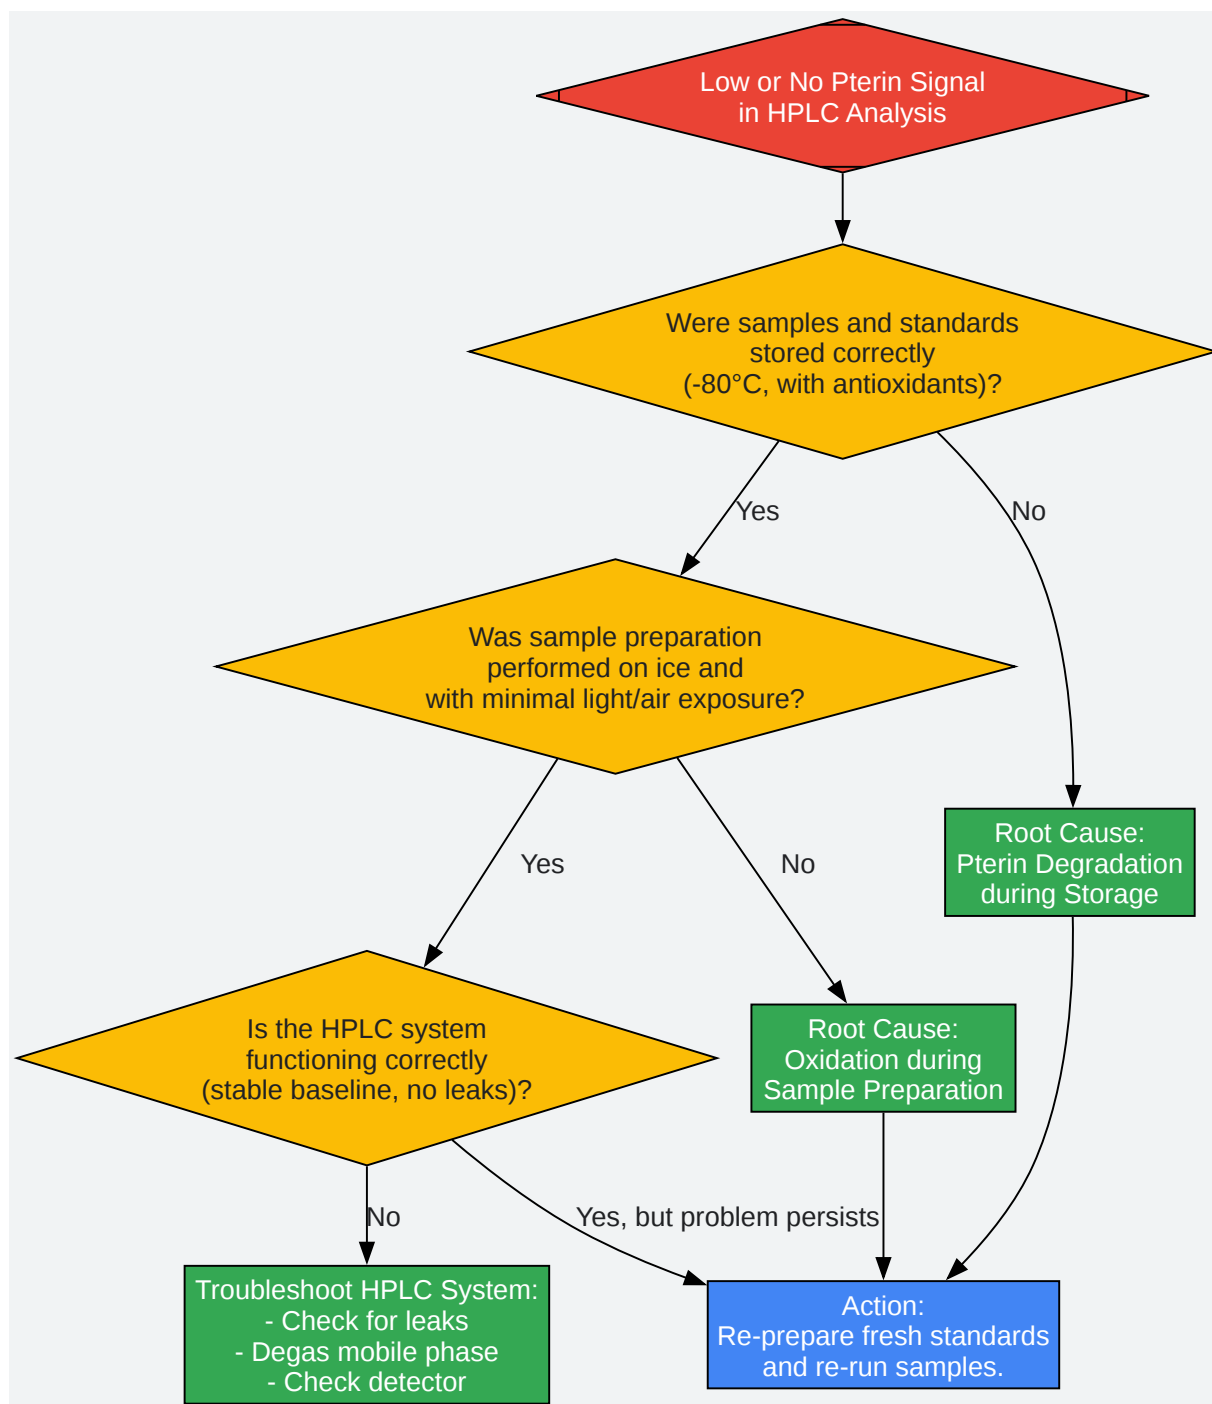 Low or No Pterin Signal
in HPLC Analysis
Were samples and standards
stored correctly
(-80°C, with antioxidants)?
Yes
No
Was sample preparation
performed on ice and
with minimal light/air exposure?
Yes
No
Root Cause:
Pterin Degradation
during Storage
Is the HPLC system
functioning correctly
(stable baseline, no leaks)?
Root Cause:
Oxidation during
Sample Preparation
No
Yes, but problem persists
Troubleshoot HPLC System:
- Check for leaks
- Degas mobile phase
- Check detector
Action:
Re-prepare fresh standards
and re-run samples.